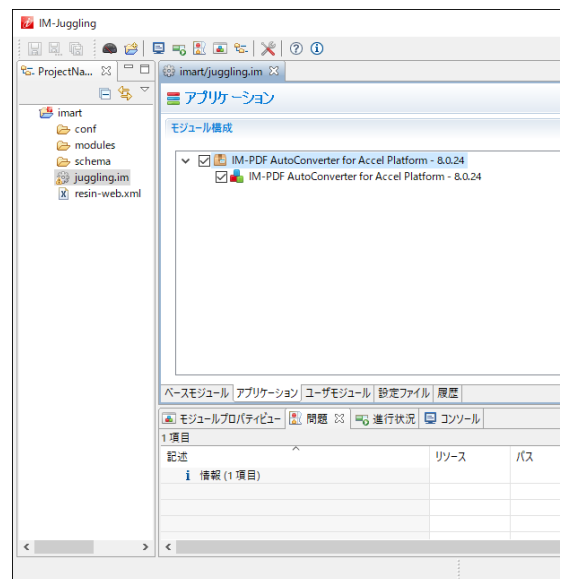 IM-Juggling
ProjectNa...
imart
conf
modules
schema
juggling.im
resin-web.xml
imart/juggling.im
アプリケーション
モジュール構成
IM-PDF AutoConverter for Accel Platform - 8.0.24
IM-PDF AutoConverter for Accel Platform - 8.0.24
ベースモジュール アプリケーション ユーザモジュール 設定ファイル 履歴
モジュールプロパティビュー 問題 進行状況 コンソール
1 項目
記述 リソース パス
情報 (1 項目)